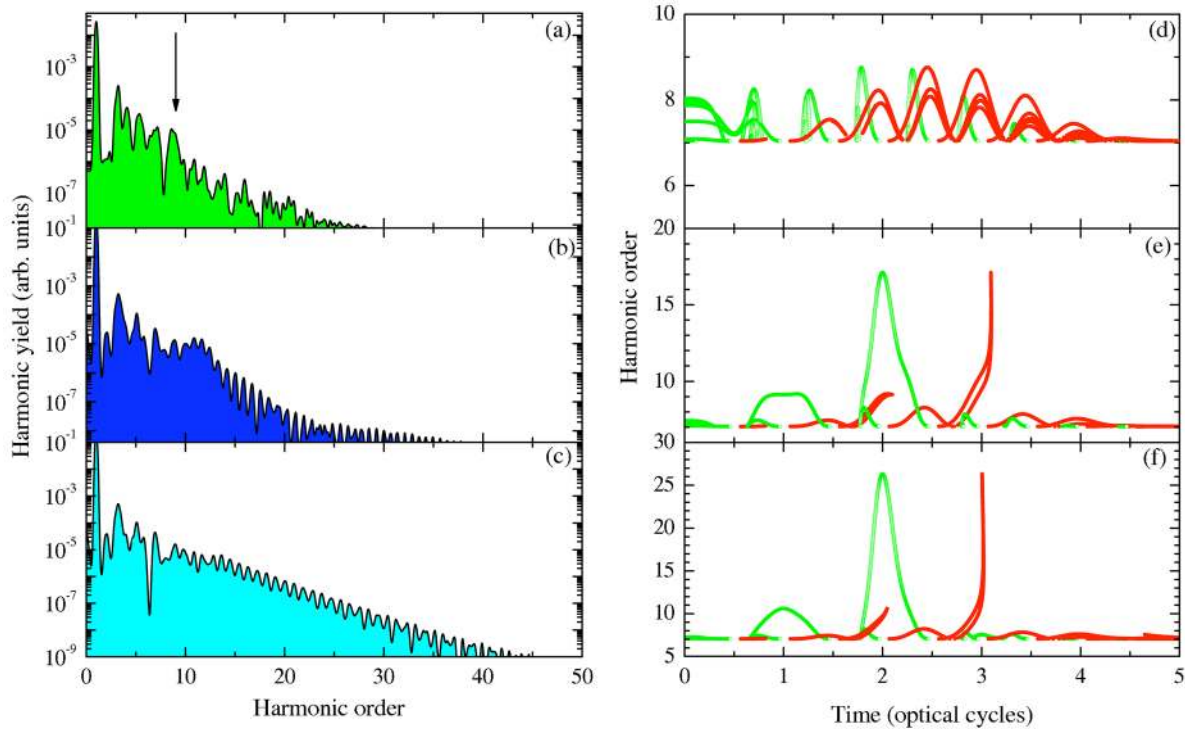 (a)
10⁻³
10⁻⁵
10⁻⁷
10⁻¹
(b)
10⁻³
10⁻⁵
10⁻⁷
10⁻¹
(c)
10⁻³
10⁻⁵
10⁻⁷
10⁻⁹
0 10 20 30 40 50
Harmonic order
Harmonic yield (arb. units)
10
(d)
8
6
20
(e)
15
10
30
(f)
25
20
15
10
5
0 1 2 3 4 5
Time (optical cycles)
Harmonic order